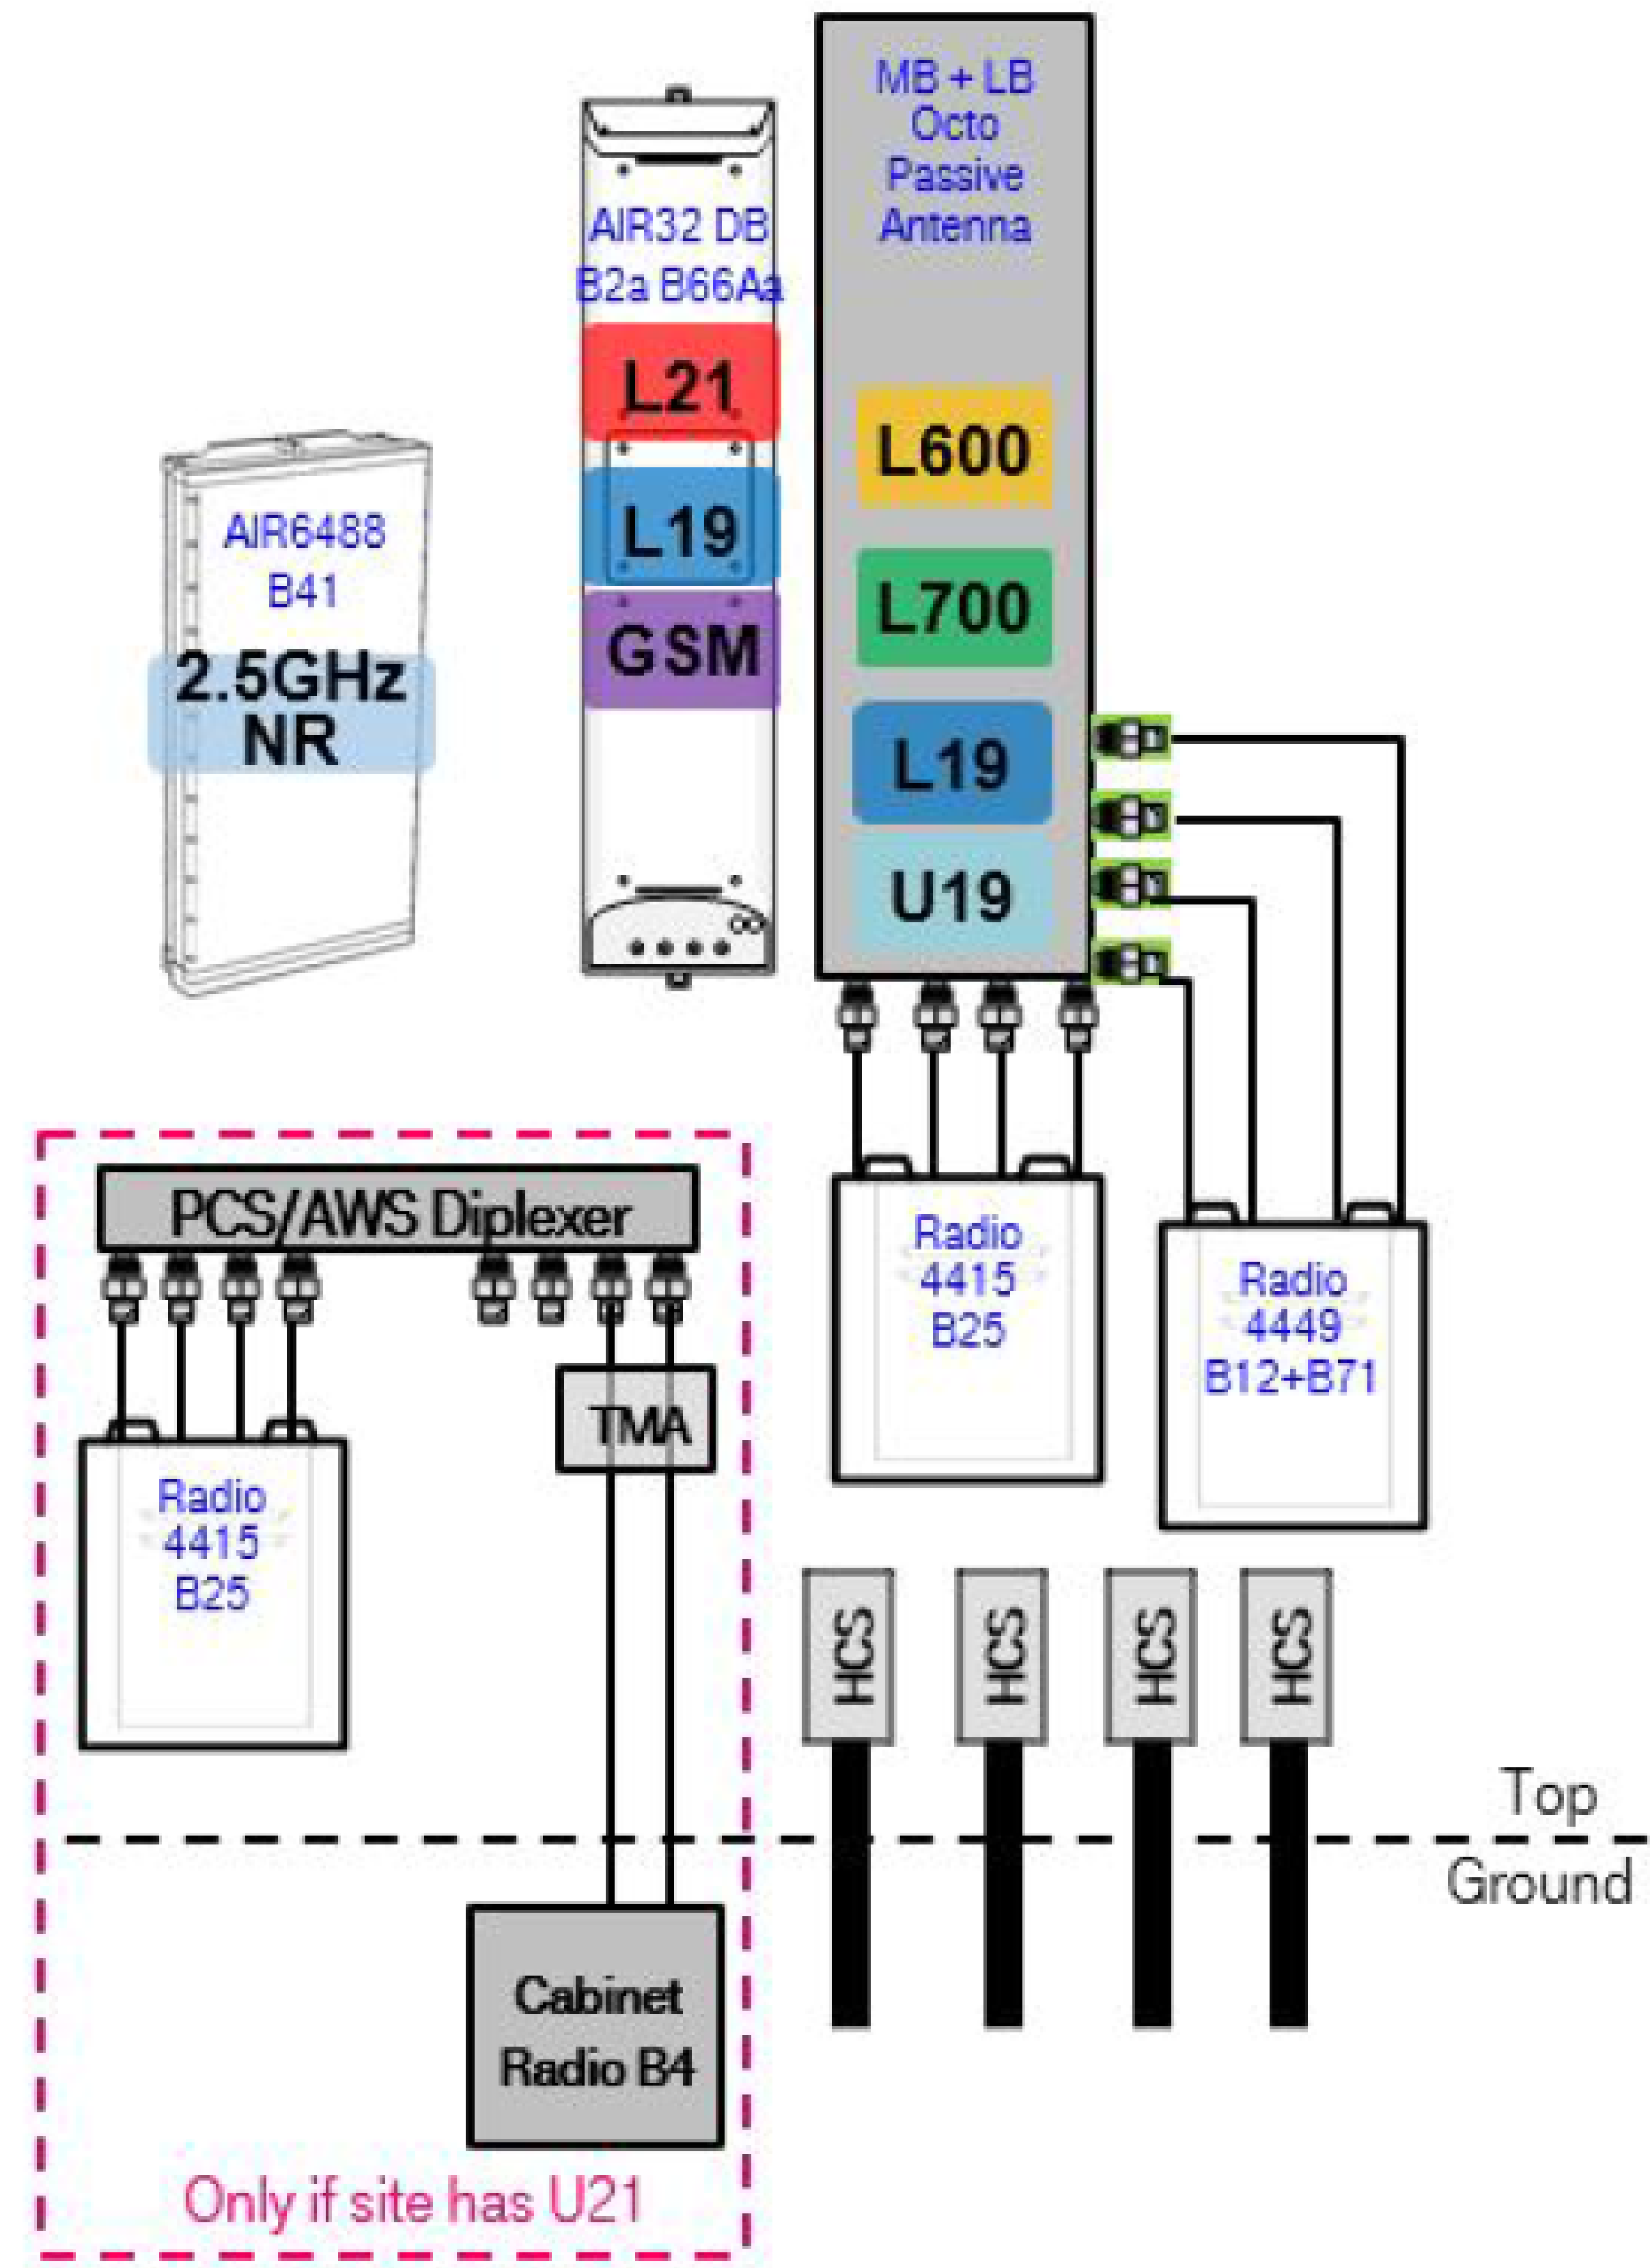 MB + LB
Octo
Passive
Antenna
AIR32 DB
B2a B66Aa
L21
L19
GSM
L600
L700
L19
U19
AIR6488
B41
2.5GHz
NR
PCS/AWS Diplexer
TMA
Radio
4415
B25
Radio
4415
B25
Radio
4449
B12+B71
HCS
HCS
HCS
HCS
Top
Ground
Cabinet
Radio B4
Only if site has U21